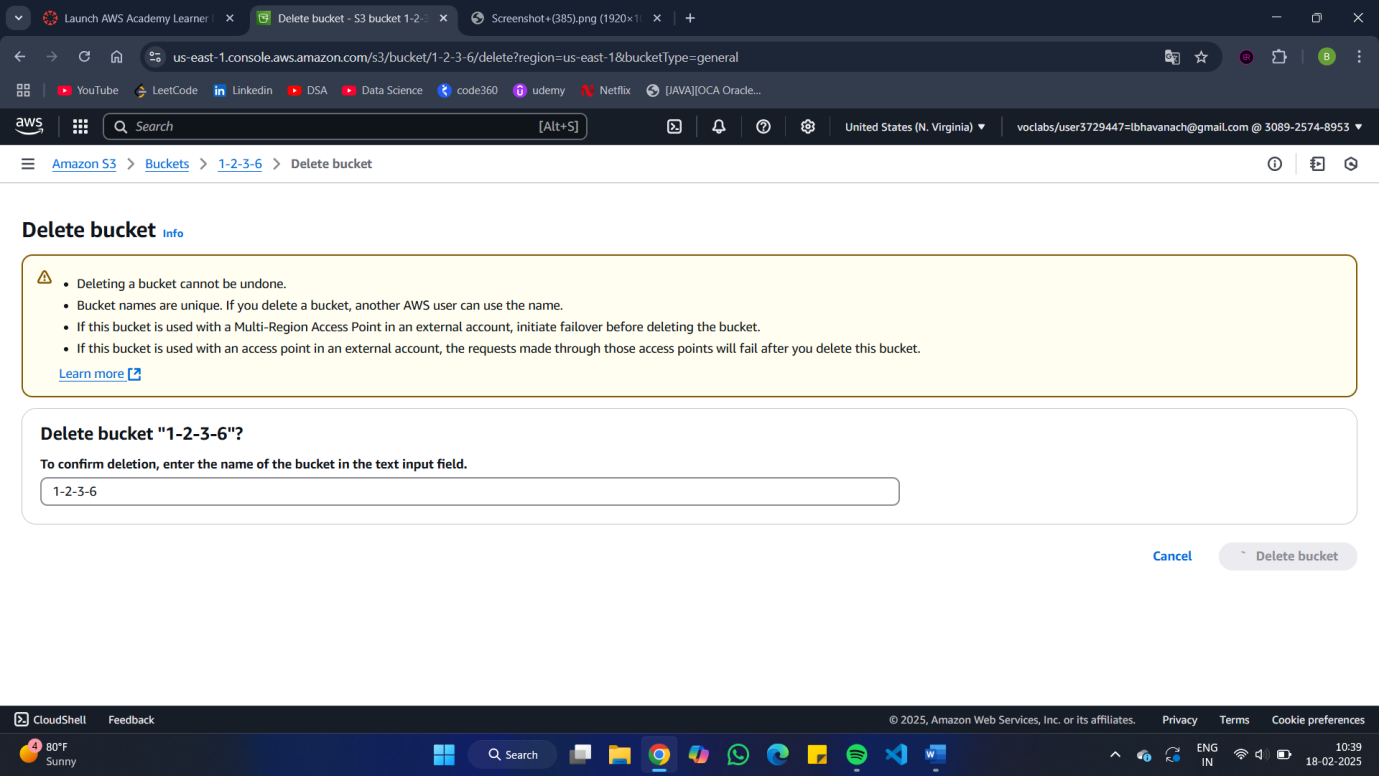 Launch AWS Academy Learner
Delete bucket - S3 bucket 1-2-3-
Screenshot+(385).png (1920×1
us-east-1.console.aws.amazon.com/s3/bucket/1-2-3-6/delete?region=us-east-1&bucketType=general
B
YouTube
LeetCode
Linkedin
DSA
Data Science
code360
udemy
Netflix
[JAVA][OCA Oracle...
aws
Search
[Alt+S]
United States (N. Virginia)
voclabs/user3729447=lbhavanach@gmail.com @ 3089-2574-8953
Amazon S3
Buckets
1-2-3-6
Delete bucket
Delete bucket Info
Deleting a bucket cannot be undone.
Bucket names are unique. If you delete a bucket, another AWS user can use the name.
If this bucket is used with a Multi-Region Access Point in an external account, initiate failover before deleting the bucket.
If this bucket is used with an access point in an external account, the requests made through those access points will fail after you delete this bucket.
Learn more
Delete bucket "1-2-3-6"?
To confirm deletion, enter the name of the bucket in the text input field.
1-2-3-6
Cancel
Delete bucket
CloudShell
Feedback
© 2025, Amazon Web Services, Inc. or its affiliates.
Privacy
Terms
Cookie preferences
4
80°F
Sunny
Search
ENG
IN
10:39
18-02-2025